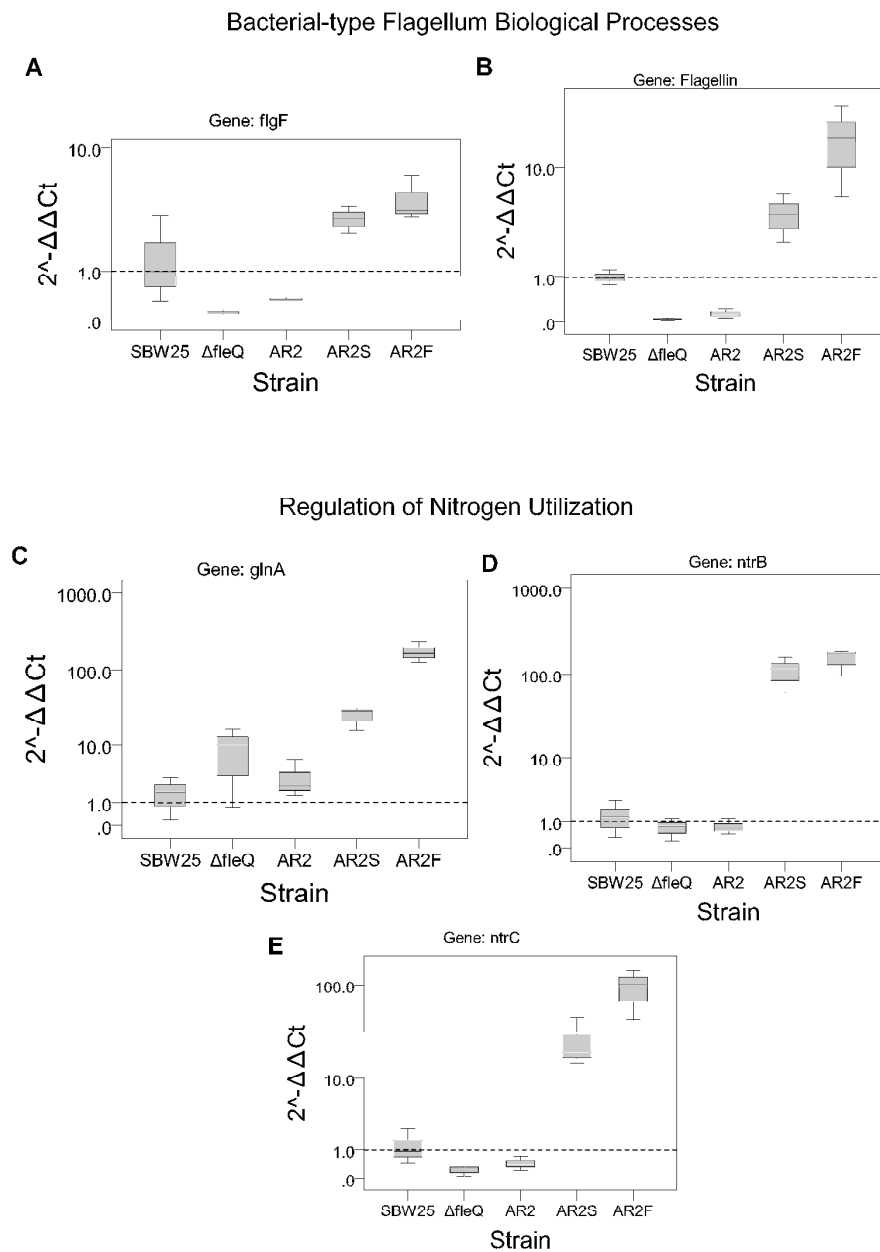 Bacterial-type Flagellum Biological Processes
A
Gene: flgF
2^-ΔΔCt
10.0
1.0
.0
SBW25 ΔfleQ AR2 AR2S AR2F
Strain
B
Gene: Flagellin
2^-ΔΔCt
10.0
1.0
.0
SBW25 ΔfleQ AR2 AR2S AR2F
Strain
Regulation of Nitrogen Utilization
C
Gene: glnA
2^-ΔΔCt
1000.0
100.0
10.0
1.0
.0
SBW25 ΔfleQ AR2 AR2S AR2F
Strain
D
Gene: ntrB
2^-ΔΔCt
1000.0
100.0
10.0
1.0
.0
SBW25 ΔfleQ AR2 AR2S AR2F
Strain
E
Gene: ntrC
2^-ΔΔCt
100.0
10.0
1.0
.0
SBW25 ΔfleQ AR2 AR2S AR2F
Strain